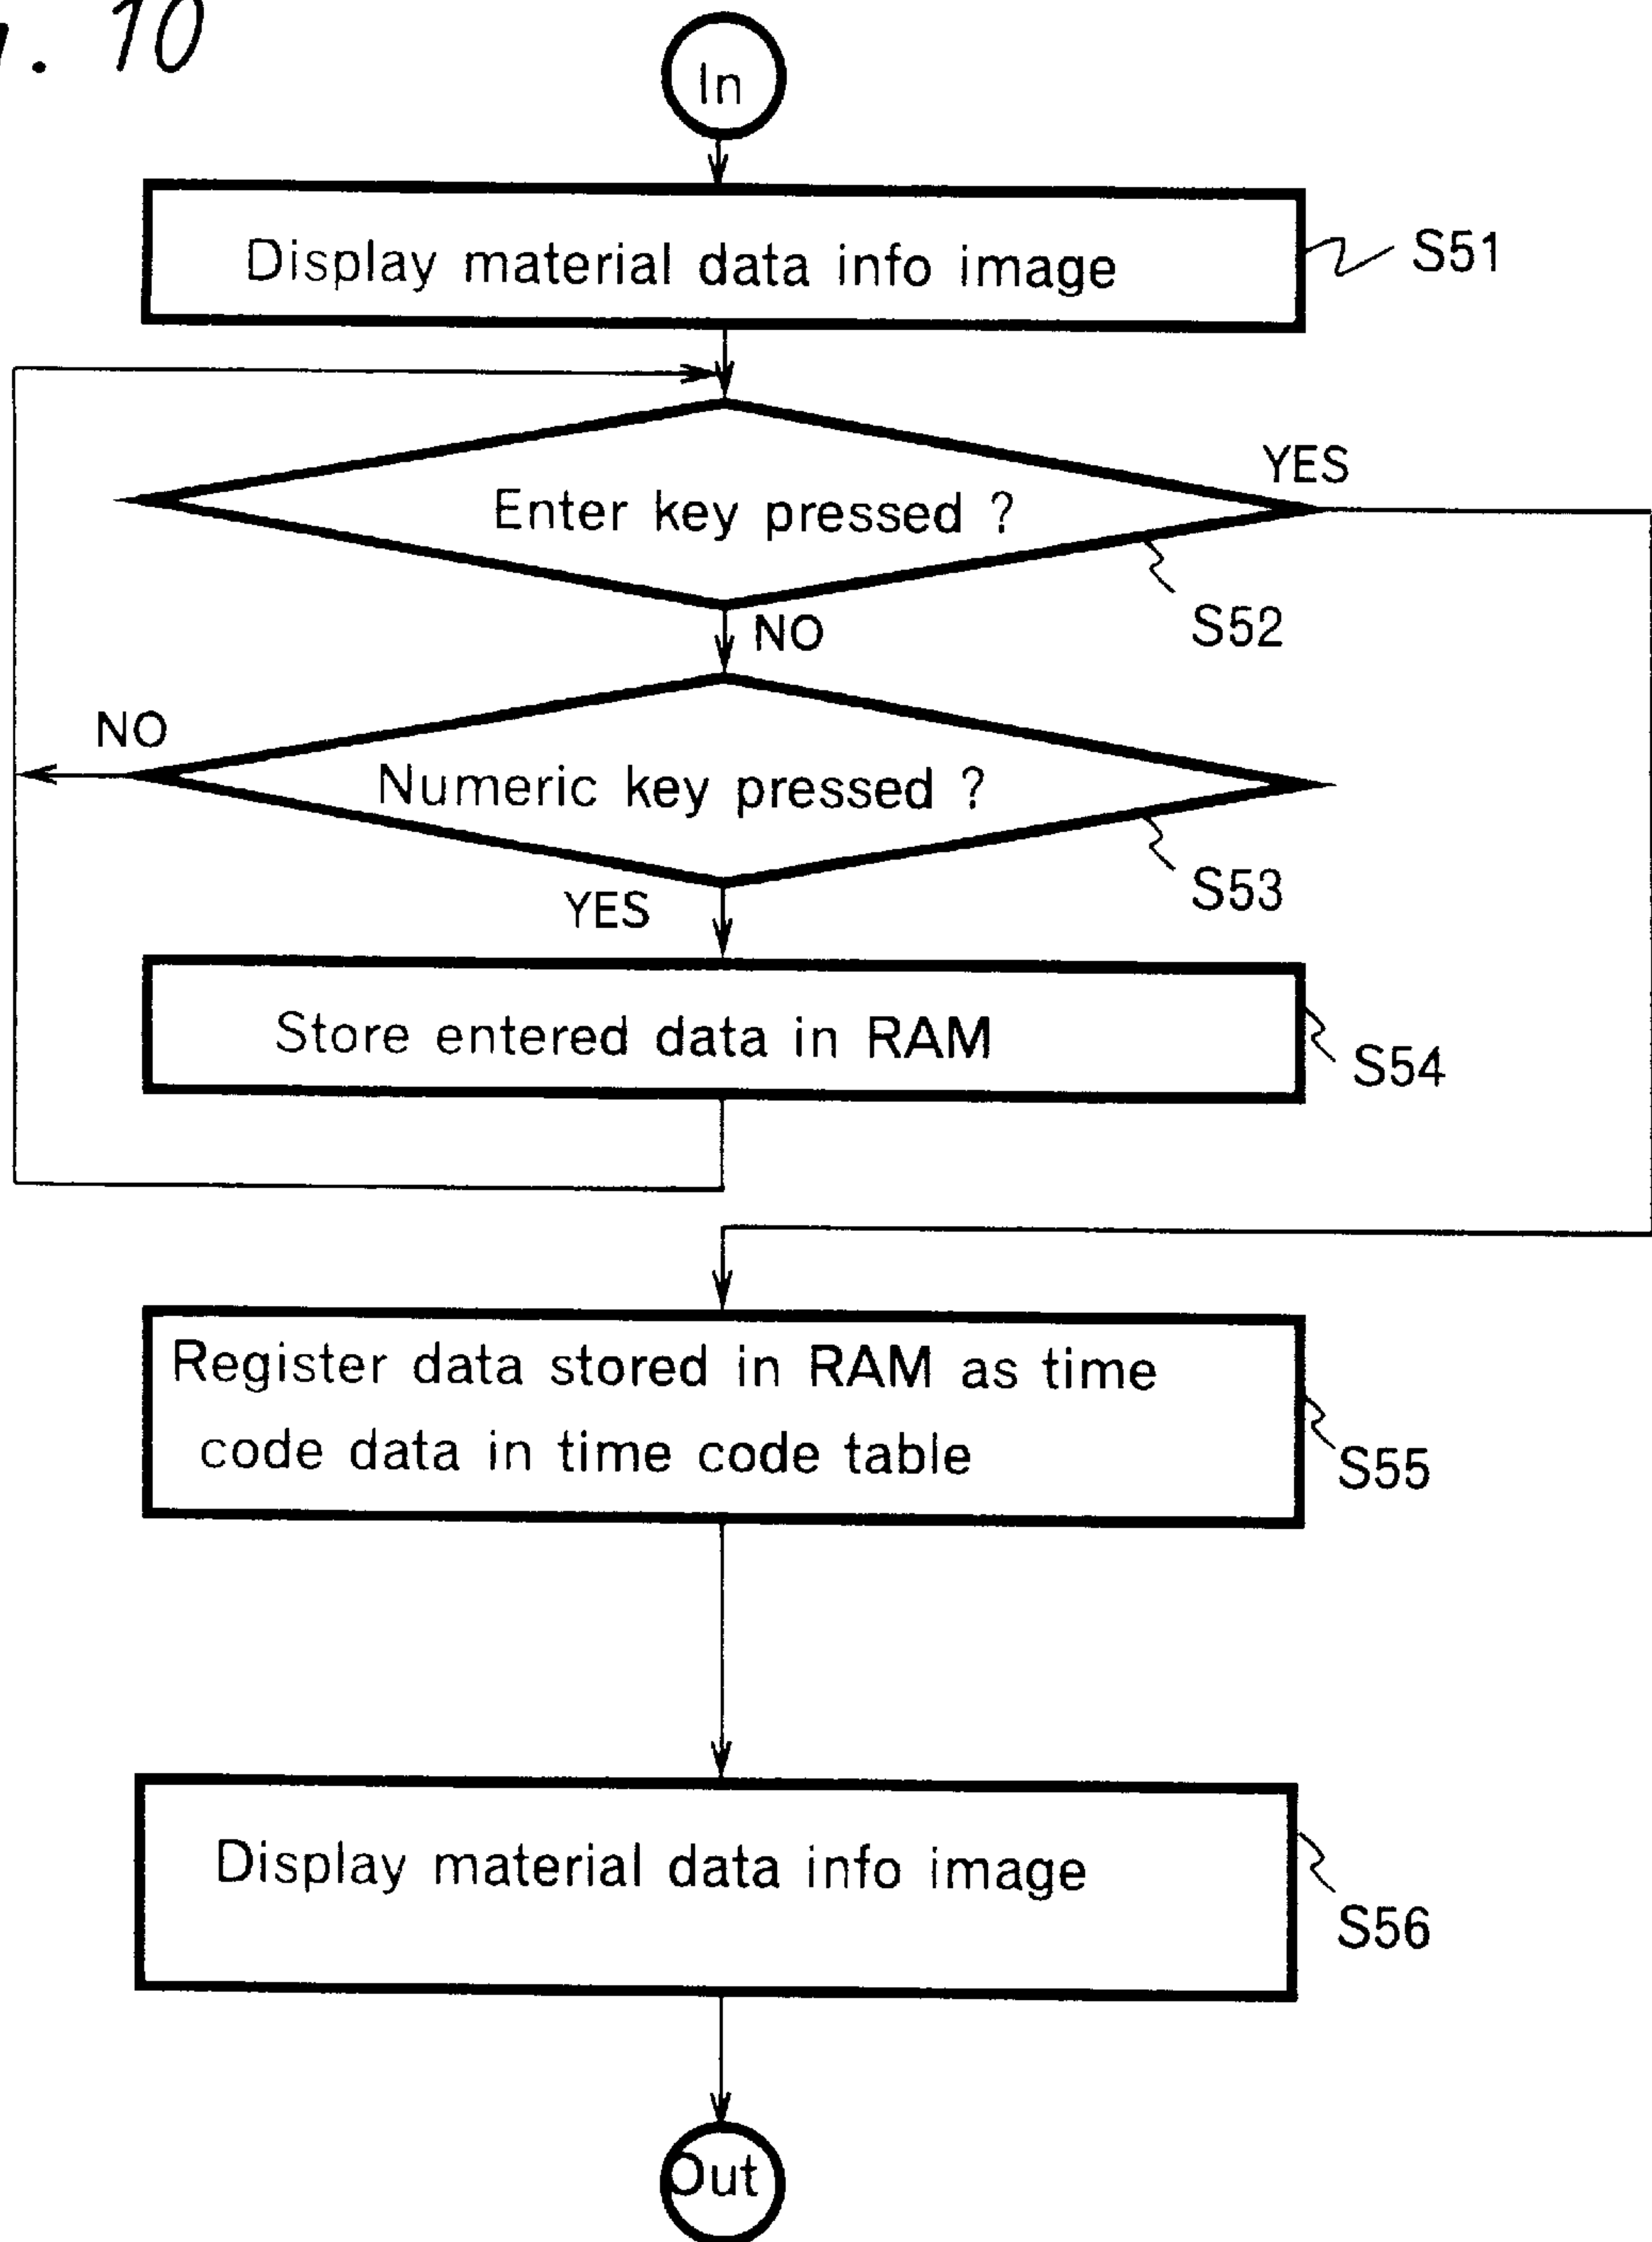 . 10
In
Display material data info image
S51
YES
Enter key pressed ?
S52
NO
NO
Numeric key pressed ?
S53
YES
Store entered data in RAM
S54
Register data stored in RAM as time
code data in time code table
S55
Display material data info image
S56
Out